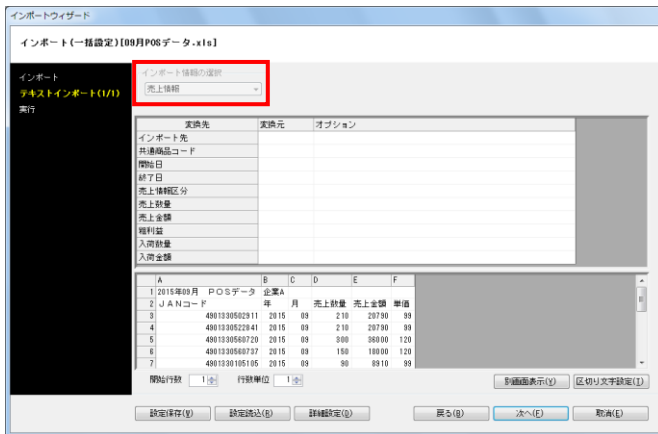 インポートウィザード
インポート(一括設定)[09月POSデータ.xls]
インポート
テキストインポート(1/1)
実行
インポート情報の選択
売上情報
変換先 変換元 オプション
インポート先
共通商品コード
開始日
終了日
売上情報区分
売上数量
売上金額
粗利益
入荷数量
入荷金額
A B C D E F
1 2015年09月 POSデータ 企業A
2 JANコード 年 月 売上数量 売上金額 単価
3 4901330502911 2015 09 210 20790 99
4 4901330522841 2015 09 210 20790 99
5 4901330560720 2015 09 300 36000 120
6 4901330560737 2015 09 150 18000 120
7 4901330105105 2015 09 90 8910 99
開始行数 1 行数単位 1 別画面表示(Y) 区切り文字設定(I)
設定保存(W) 設定読込(R) 詳細設定(D) 戻る(B) 次へ(F) 取消(E)